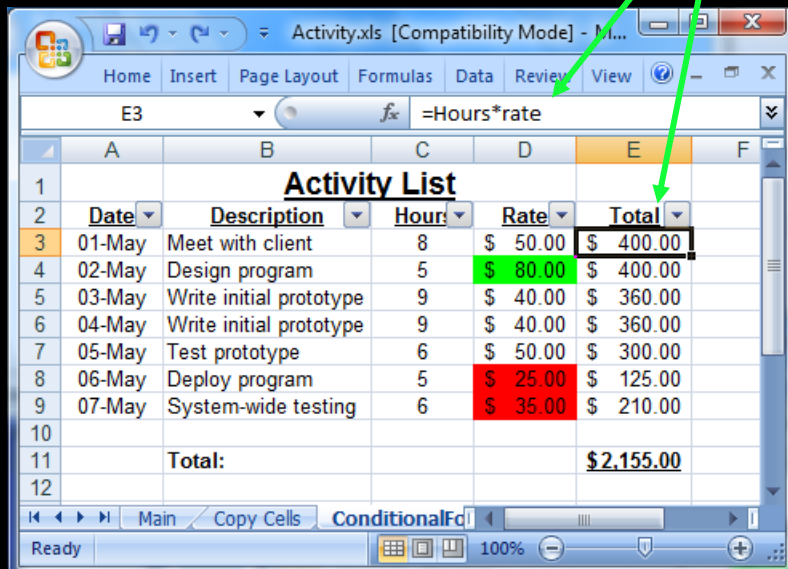 Activity.xls [Compatibility Mode] - M...
Home Insert Page Layout Formulas Data Review View
E3 fx =Hours*rate
A B C D E F
1 Activity List
2 Date Description Hours Rate Total
3 01-May Meet with client 8 $ 50.00 $ 400.00
4 02-May Design program 5 $ 80.00 $ 400.00
5 03-May Write initial prototype 9 $ 40.00 $ 360.00
6 04-May Write initial prototype 9 $ 40.00 $ 360.00
7 05-May Test prototype 6 $ 50.00 $ 300.00
8 06-May Deploy program 5 $ 25.00 $ 125.00
9 07-May System-wide testing 6 $ 35.00 $ 210.00
10
11 Total: $2,155.00
12
Main Copy Cells ConditionalFo
Ready 100%